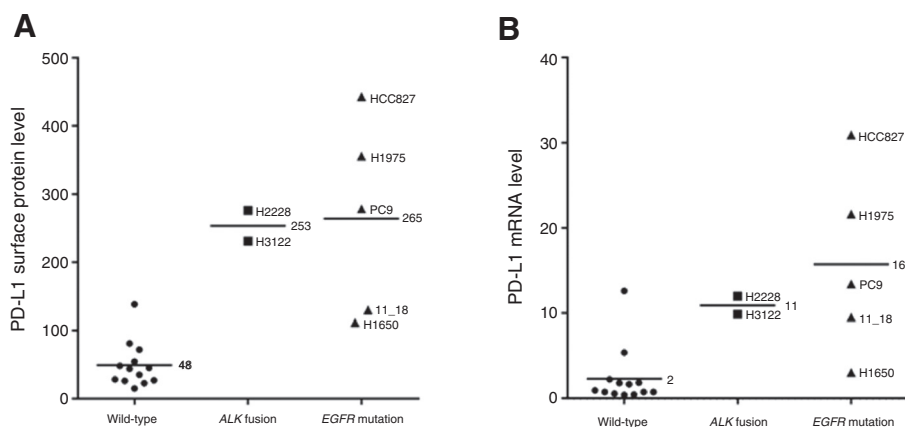 A
PD-L1 surface protein level
500
400
300
200
100
0
HCC827
H1975
PC9
265
11_18
H1650
H2228
253
H3122
48
Wild-type
ALK fusion
EGFR mutation
B
PD-L1 mRNA level
40
30
20
10
0
HCC827
H1975
16
PC9
11_18
H1650
H2228
11
H3122
2
Wild-type
ALK fusion
EGFR mutation